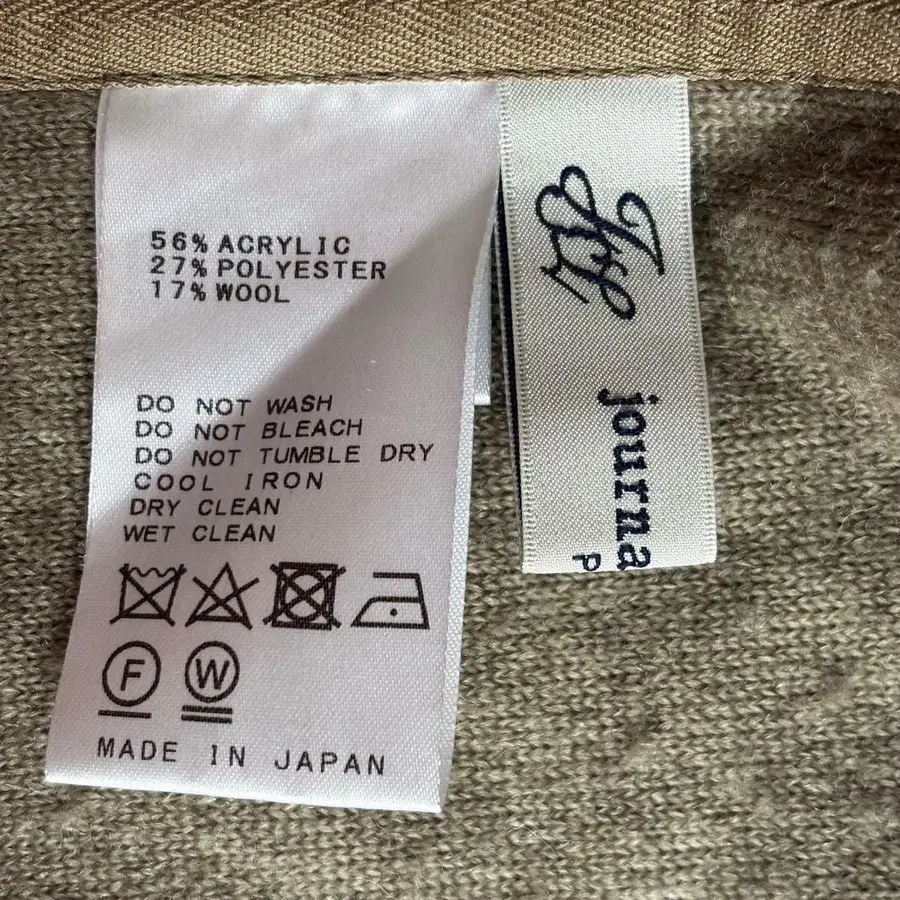 56% ACRYLIC
27% POLYESTER
17% WOOL
DO NOT WASH
DO NOT BLEACH
DO NOT TUMBLE DRY
COOL IRON
DRY CLEAN
WET CLEAN
F W
MADE IN JAPAN
journa
P